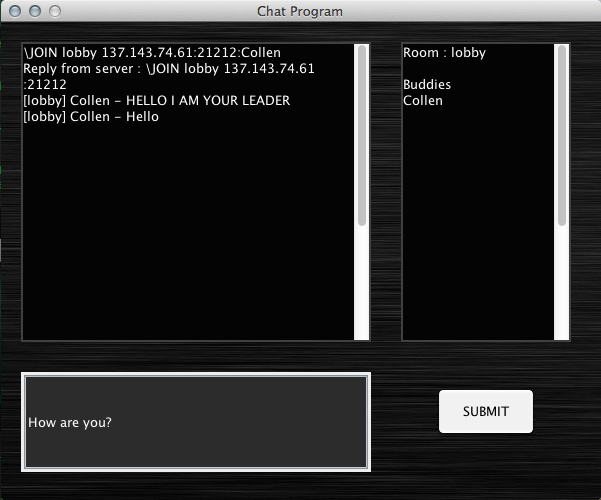 Chat Program
\JOIN lobby 137.143.74.61:21212:Collen
Reply from server : \JOIN lobby 137.143.74.61
:21212
[lobby] Collen - HELLO I AM YOUR LEADER
[lobby] Collen - Hello
Room : lobby
Buddies
Collen
How are you?
SUBMIT